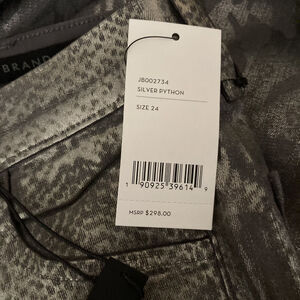 BRAND
JB002734
SILVER PYTHON
SIZE 24
1 90925 39614 9
MSRP $298.00